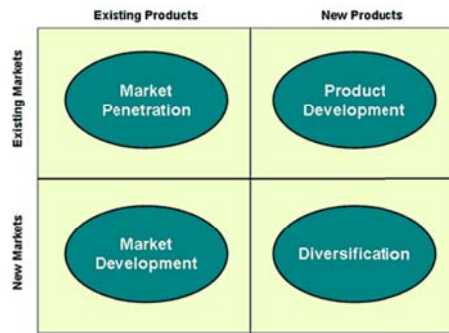 Existing Products
New Products
Existing Markets
Market
Penetration
Product
Development
New Markets
Market
Development
Diversification